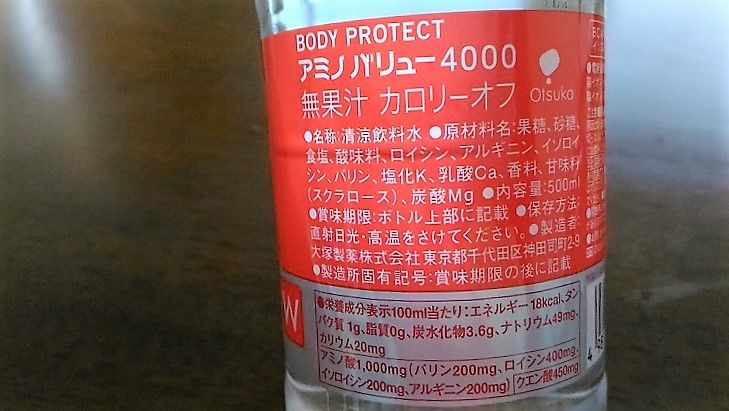 BODY PROTECT
アミノバリュー4000
無果汁 カロリーオフ
Otsuka
●名称:清涼飲料水 ●原材料名:果糖、砂糖、
食塩、酸味料、ロイシン、アルギニン、イソロイ
シン、バリン、塩化K、乳酸Ca、香料、甘味料
(スクラロース)、炭酸Mg ●内容量:500ml
●賞味期限:ボトル上部に記載 ●保存方法:
直射日光・高温をさけてください。●製造者:
大塚製薬株式会社 東京都千代田区神田司町2-9
●製造所固有記号:賞味期限の後に記載
W
●栄養成分表示100ml当たり:エネルギー18kcal、タン
パク質 1g、脂質0g、炭水化物3.6g、ナトリウム49mg、
カリウム20mg
アミノ酸1,000mg(バリン200mg、ロイシン400mg、
イソロイシン200mg、アルギニン200mg) クエン酸450mg